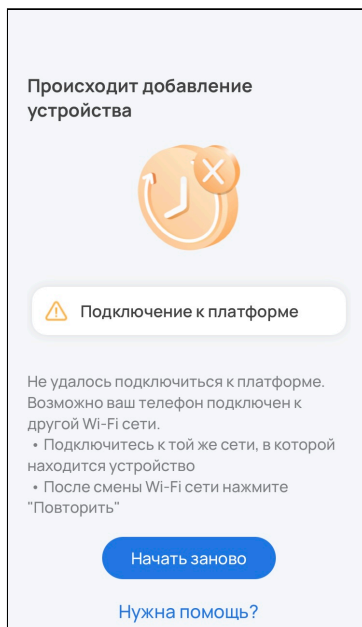 Происходит добавление
устройства
Подключение к платформе
Не удалось подключиться к платформе.
Возможно ваш телефон подключен к
другой Wi-Fi сети.
• Подключитесь к той же сети, в которой
находится устройство
• После смены Wi-Fi сети нажмите
"Повторить"
Начать заново
Нужна помощь?